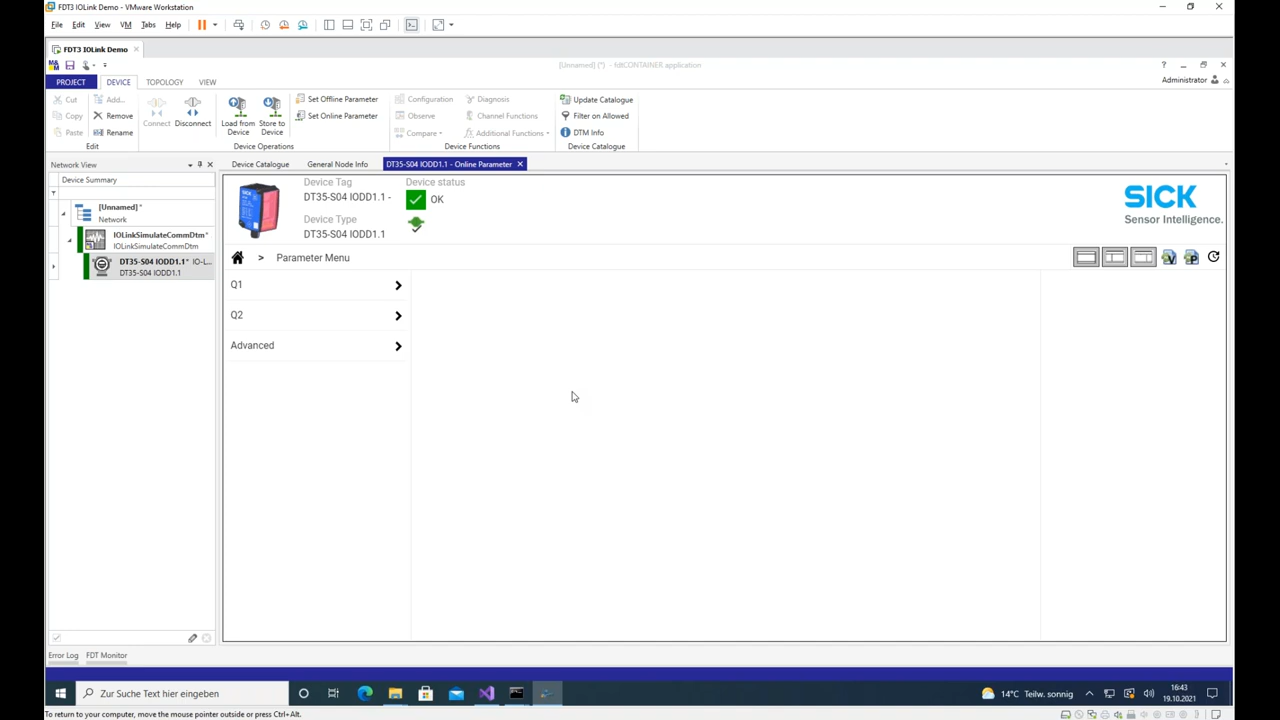 FDT3 IOLink Demo - VMware Workstation
File Edit View VM Tabs Help
FDT3 IOLink Demo
[Unnamed] (*) - fdtCONTAINER application
PROJECT DEVICE TOPOLOGY VIEW
Administrator
Cut Add...
Copy Remove
Paste Rename
Edit
Connect Disconnect
Load from Device
Store to Device
Set Offline Parameter
Set Online Parameter
Device Operations
Configuration Diagnosis
Observe Channel Functions
Compare Additional Functions
Device Functions
Update Catalogue
Filter on Allowed
DTM Info
Device Catalogue
Network View
Device Catalogue General Node Info DT35-S04 IODD1.1 - Online Parameter
Device Summary
[Unnamed]*
Network
IOLinkSimulateCommDtm*
IOLinkSimulateCommDtm
DT35-S04 IODD1.1* IO-L...
DT35-S04 IODD1.1
Device Tag
DT35-S04 IODD1.1 -
Device status
OK
Device Type
DT35-S04 IODD1.1
SICK
Sensor Intelligence.
> Parameter Menu
V P
Q1
Q2
Advanced
Error Log FDT Monitor
Zur Suche Text hier eingeben
14°C Teilw. sonnig
16:43
19.10.2021
To return to your computer, move the mouse pointer outside or press Ctrl+Alt.